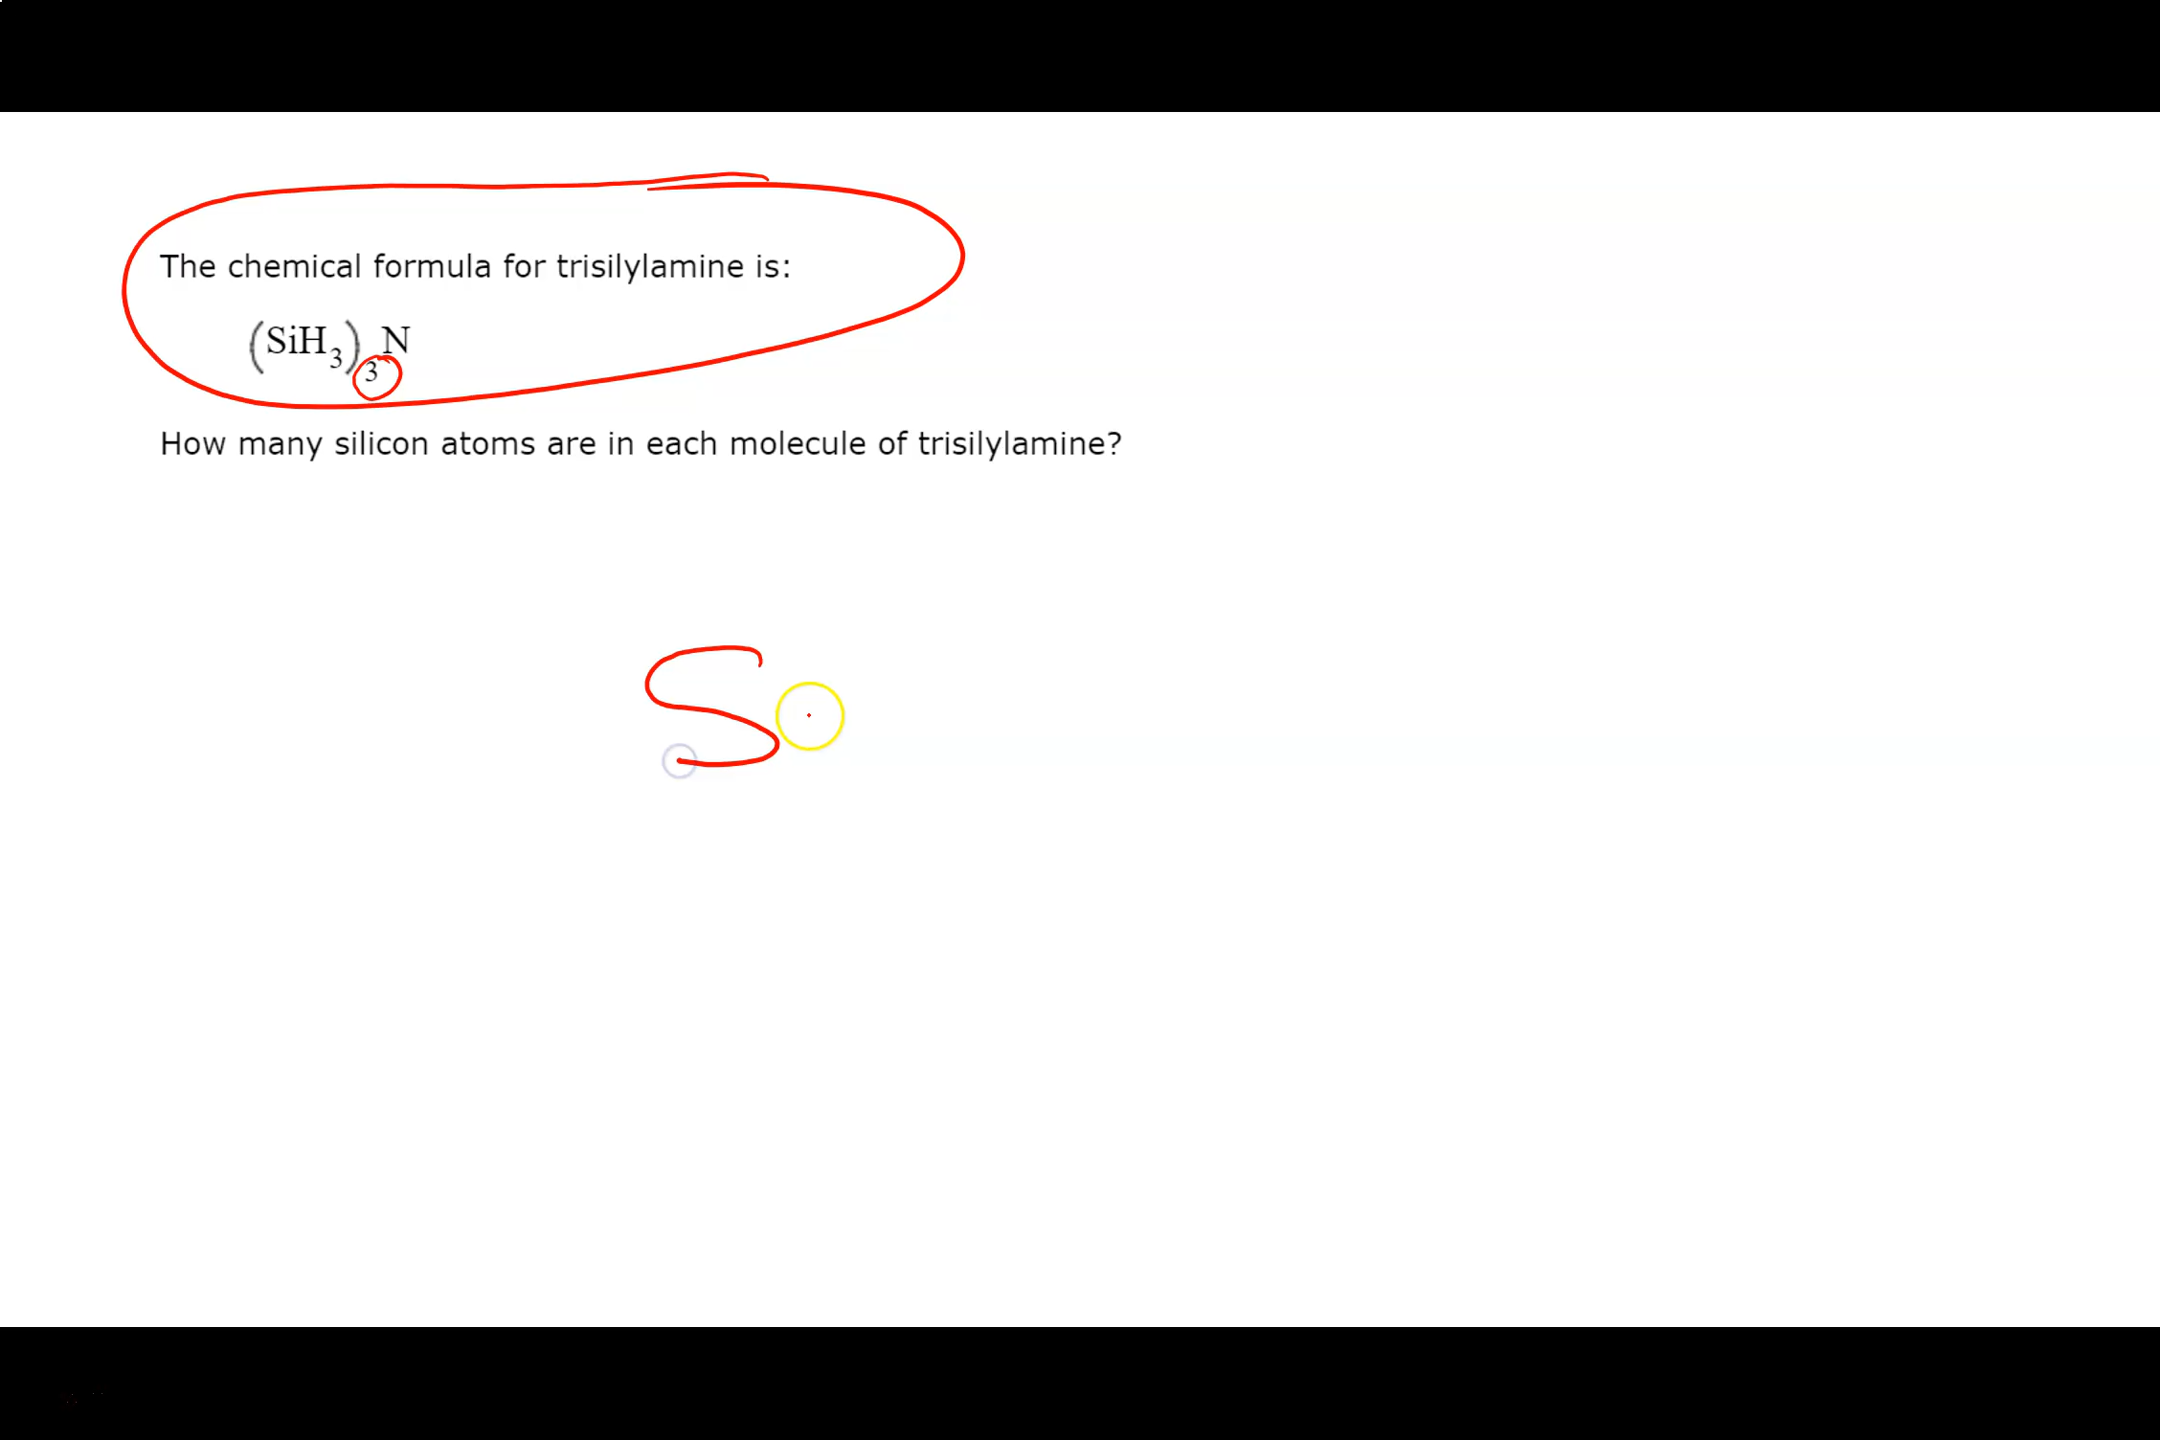 The chemical formula for trisilylamine is:
(SiH₃)₃N
How many silicon atoms are in each molecule of trisilylamine?
S